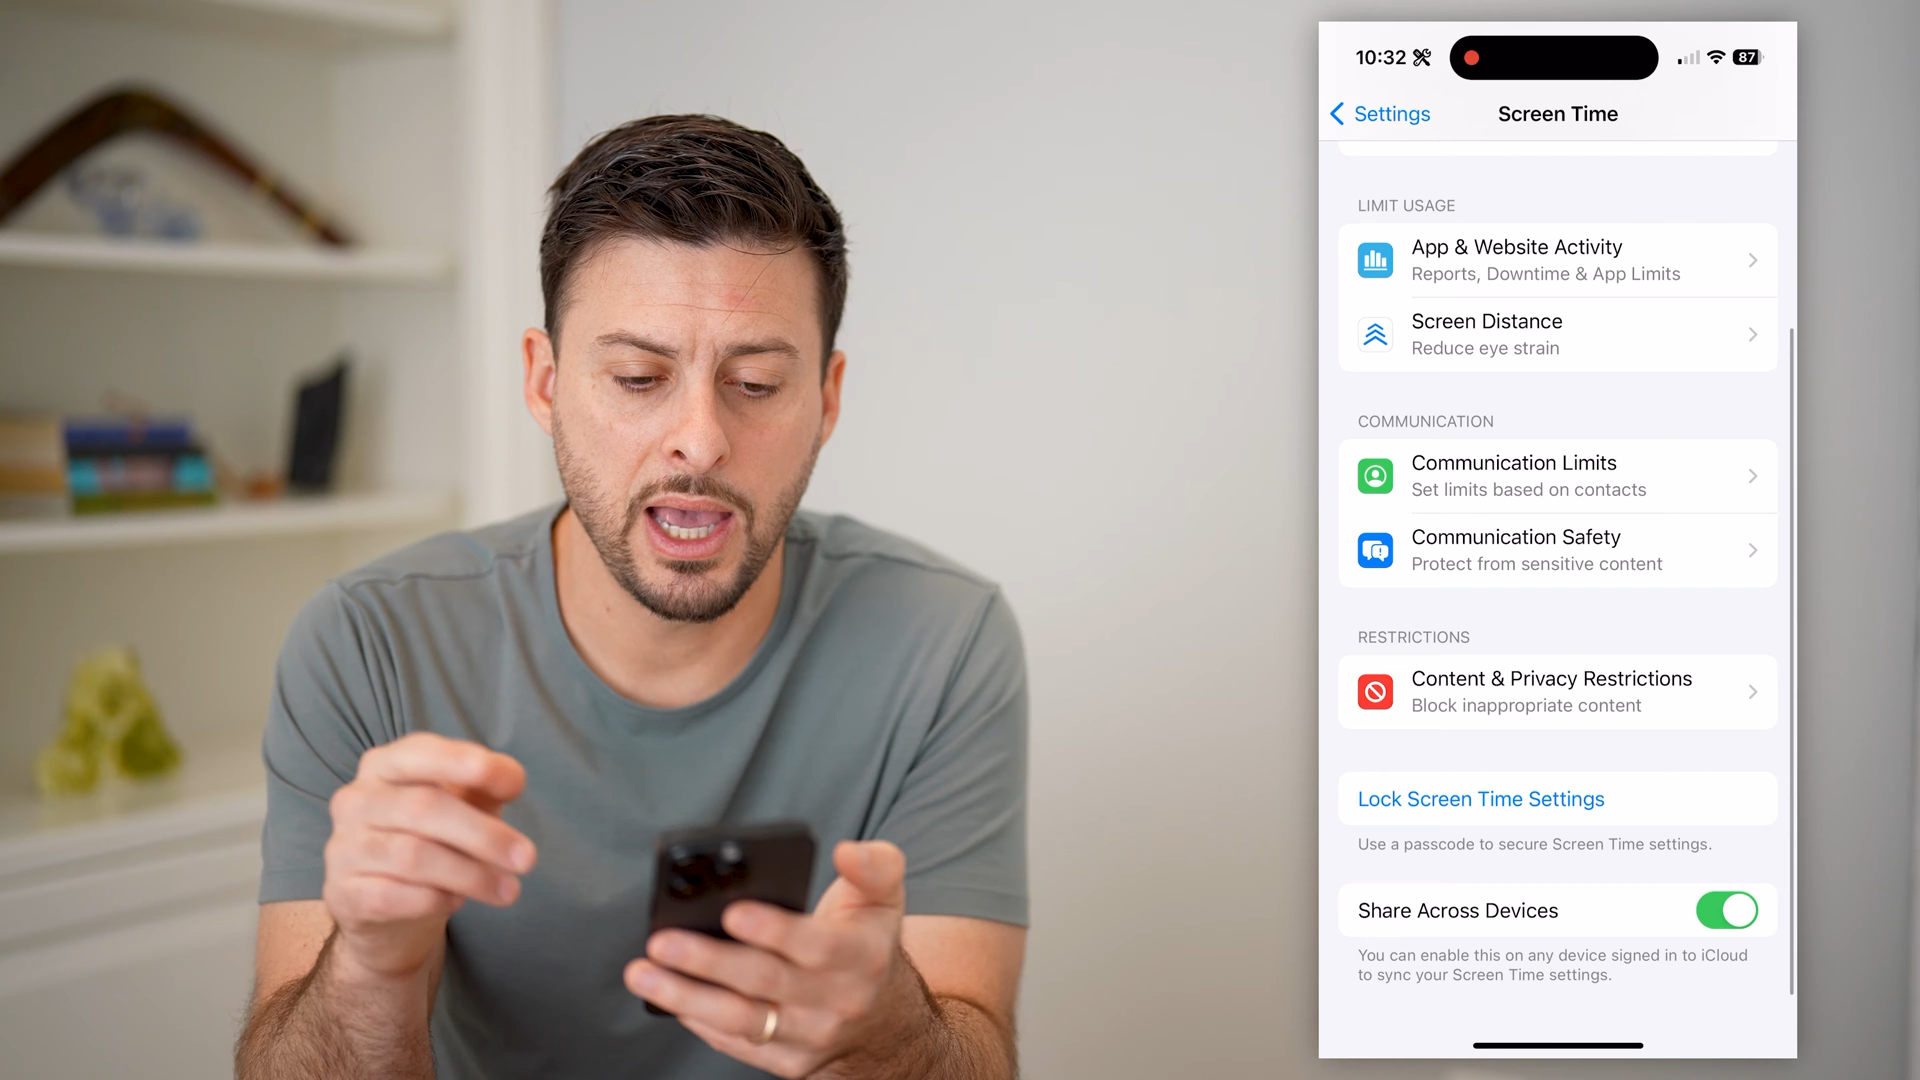 10:32
87
Settings
Screen Time
LIMIT USAGE
App & Website Activity
Reports, Downtime & App Limits
Screen Distance
Reduce eye strain
COMMUNICATION
Communication Limits
Set limits based on contacts
Communication Safety
Protect from sensitive content
RESTRICTIONS
Content & Privacy Restrictions
Block inappropriate content
Lock Screen Time Settings
Use a passcode to secure Screen Time settings.
Share Across Devices
You can enable this on any device signed in to iCloud
to sync your Screen Time settings.